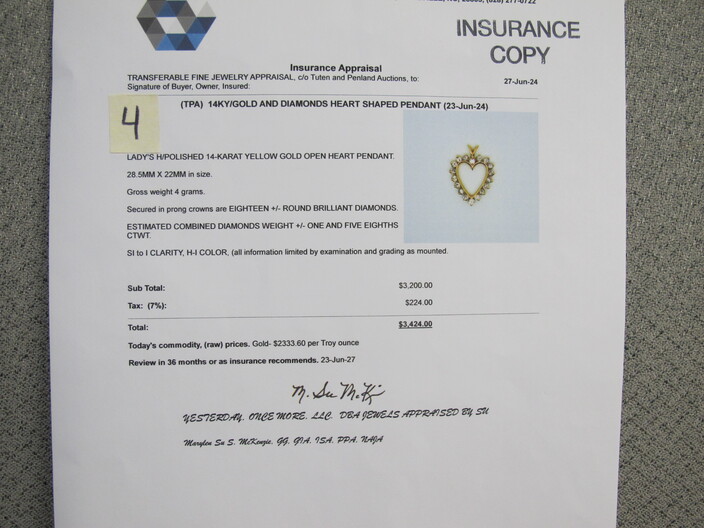 (828) 277-0722
INSURANCE
COPY
Insurance Appraisal
TRANSFERABLE FINE JEWELRY APPRAISAL, c/o Tuten and Penland Auctions, to:
27-Jun-24
Signature of Buyer, Owner, Insured:
(TPA) 14KY/GOLD AND DIAMONDS HEART SHAPED PENDANT (23-Jun-24)
4
LADY'S H/POLISHED 14-KARAT YELLOW GOLD OPEN HEART PENDANT.
28.5MM X 22MM in size.
Gross weight 4 grams.
Secured in prong crowns are EIGHTEEN +/- ROUND BRILLIANT DIAMONDS.
ESTIMATED COMBINED DIAMONDS WEIGHT +/- ONE AND FIVE EIGHTHS
CTWT.
SI to I CLARITY, H-I COLOR, (all information limited by examination and grading as mounted.
Sub Total: $3,200.00
Tax: (7%): $224.00
Total: $3,424.00
Today's commodity, (raw) prices. Gold- $2333.60 per Troy ounce
Review in 36 months or as insurance recommends. 23-Jun-27
M. Su McK
YESTERDAY, ONCE MORE, LLC. DBA JEWELS APPRAISED BY SU
Marylen Su S. McKenzie, GG, GIA, ISA, PPA, NAJA